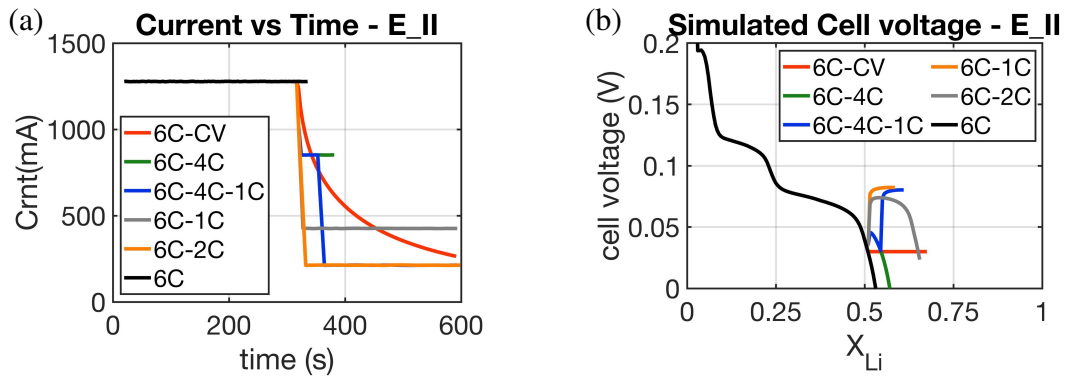 (a)
Current vs Time - E_II
1500
1000
500
0
Crnt(mA)
6C-CV
6C-4C
6C-4C-1C
6C-1C
6C-2C
6C
0 200 400 600
time (s)
(b)
Simulated Cell voltage - E_II
0.2
0.15
0.1
0.05
0
cell voltage (V)
6C-CV 6C-1C
6C-4C 6C-2C
6C-4C-1C 6C
0 0.25 0.5 0.75 1
X_Li